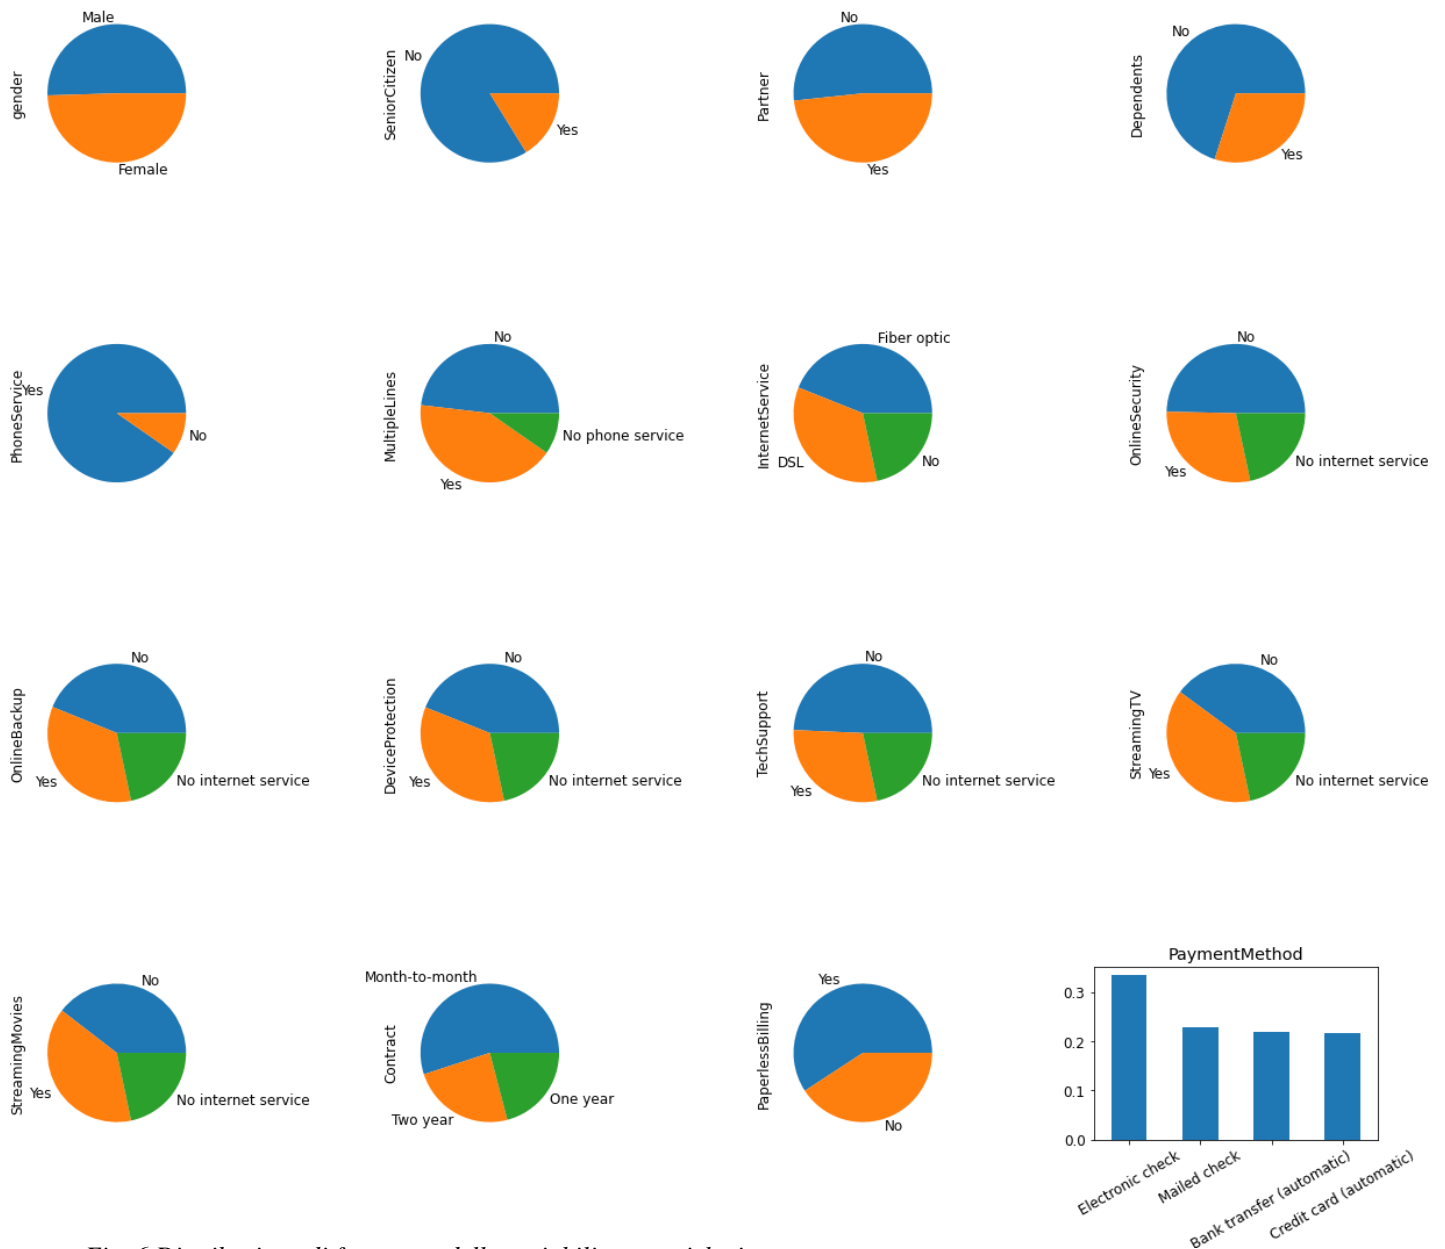 Male
gender
Female
No
SeniorCitizen
Yes
No
Partner
Yes
No
Dependents
Yes
Yes
PhoneService
No
No
MultipleLines
No phone service
Yes
Fiber optic
InternetService
DSL
No
No
OnlineSecurity
Yes
No internet service
No
OnlineBackup
Yes
No internet service
No
DeviceProtection
Yes
No internet service
No
TechSupport
Yes
No internet service
No
StreamingTV
Yes
No internet service
No
StreamingMovies
Yes
No internet service
Month-to-month
Contract
Two year
One year
Yes
PaperlessBilling
No
PaymentMethod
0.3
0.2
0.1
0.0
Electronic check
Mailed check
Bank transfer (automatic)
Credit card (automatic)